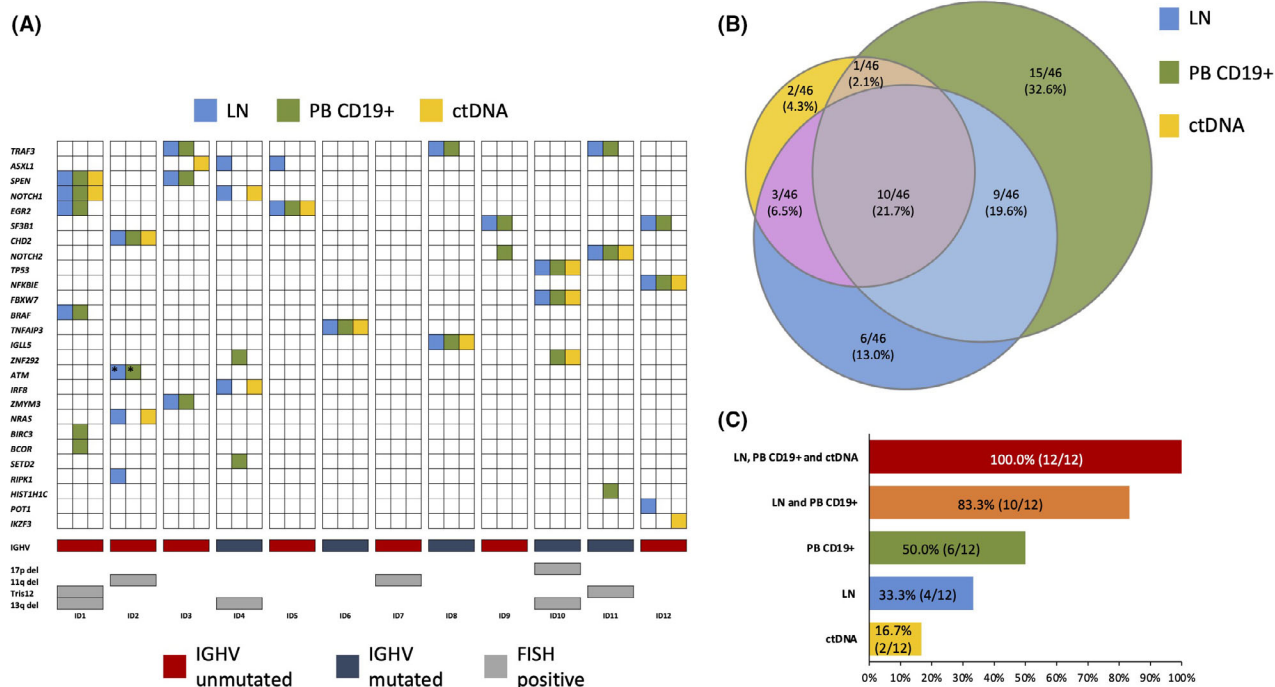 (A)
LN
PB CD19+
ctDNA
TRAF3
ASXL1
SPEN
NOTCH1
EGR2
SF3B1
CHD2
NOTCH2
TP53
NFKBIE
FBXW7
BRAF
TNFAIP3
IGLL5
ZNF292
ATM
* *
IRF8
ZMYM3
NRAS
BIRC3
BCOR
SETD2
RIPK1
HIST1H1C
POT1
IKZF3
IGHV
17p del
11q del
Tris12
13q del
ID1 ID2 ID3 ID4 ID5 ID6 ID7 ID8 ID9 ID10 ID11 ID12
IGHV unmutated
IGHV mutated
FISH positive
(B)
LN
PB CD19+
ctDNA
1/46
(2.1%)
15/46
(32.6%)
2/46
(4.3%)
3/46
(6.5%)
10/46
(21.7%)
9/46
(19.6%)
6/46
(13.0%)
(C)
LN, PB CD19+ and ctDNA 100.0% (12/12)
LN and PB CD19+ 83.3% (10/12)
PB CD19+ 50.0% (6/12)
LN 33.3% (4/12)
ctDNA 16.7%
(2/12)
0% 10% 20% 30% 40% 50% 60% 70% 80% 90% 100%